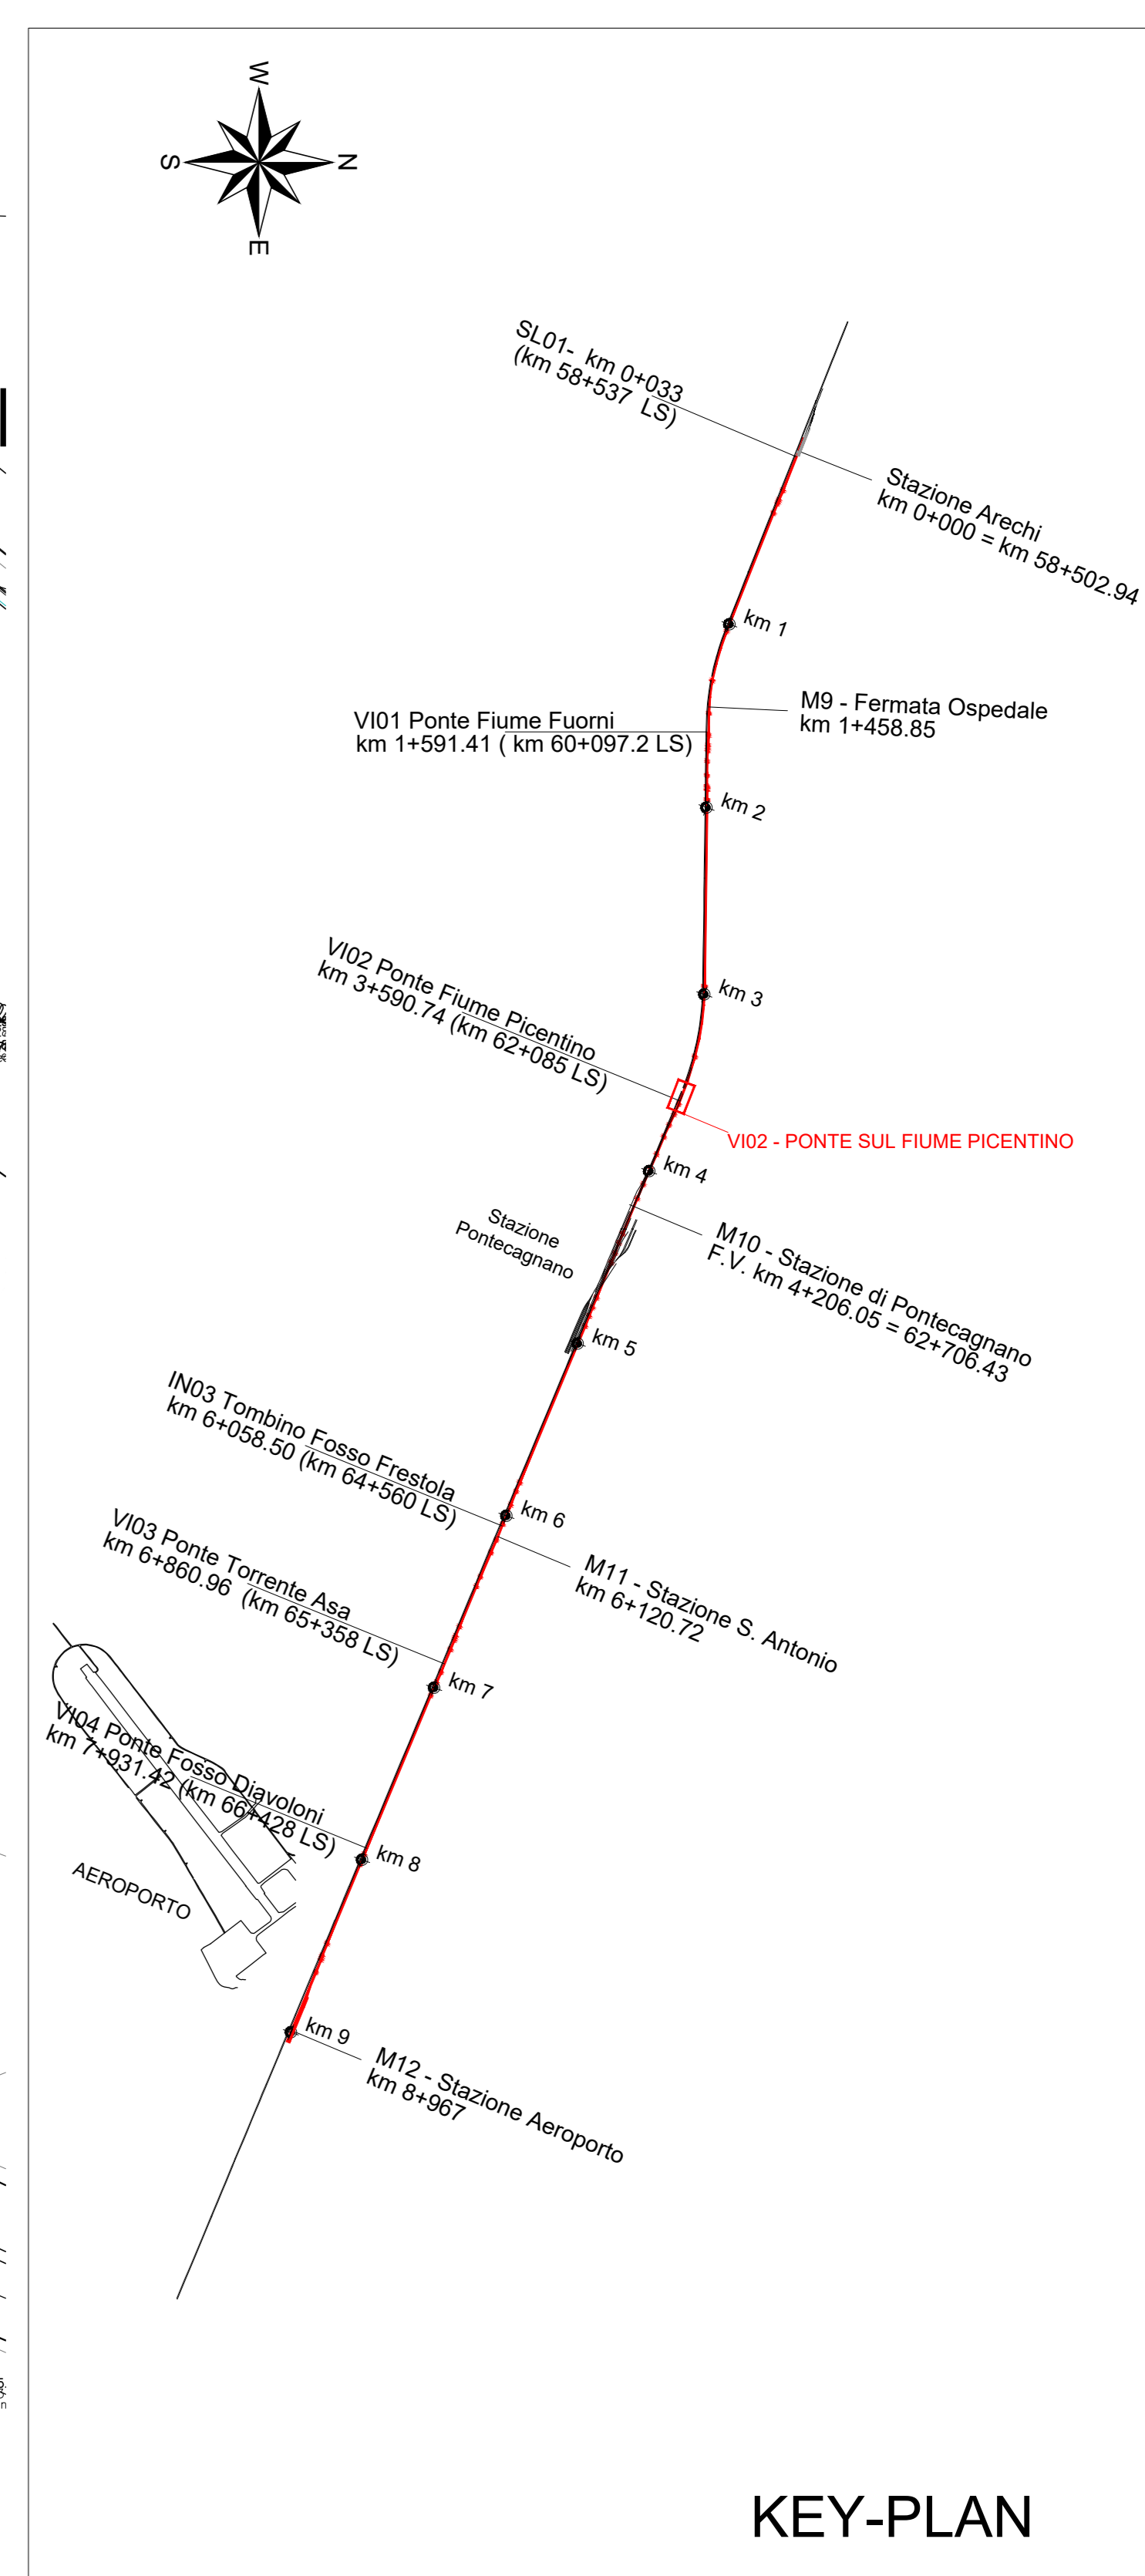 W
S
N
E
SL01- km 0+033
(km 58+537 LS)
Stazione Arechi
km 0+000 = km 58+502.94
km 1
M9 - Fermata Ospedale
km 1+458.85
VI01 Ponte Fiume Fuorni
km 1+591.41 ( km 60+097.2 LS)
km 2
VI02 Ponte Fiume Picentino
km 3+590.74 (km 62+085 LS)
km 3
VI02 - PONTE SUL FIUME PICENTINO
km 4
Stazione
Pontecagnano
M10 - Stazione di Pontecagnano
F.V. km 4+206.05 = 62+706.43
km 5
IN03 Tombino Fosso Frestola
km 6+058.50 (km 64+560 LS)
km 6
M11 - Stazione S. Antonio
km 6+120.72
VI03 Ponte Torrente Asa
km 6+860.96 (km 65+358 LS)
km 7
VI04 Ponte Fosso Diavoloni
km 7+931.42 (km 66+428 LS)
km 8
AEROPORTO
km 9
M12 - Stazione Aeroporto
km 8+967
KEY-PLAN